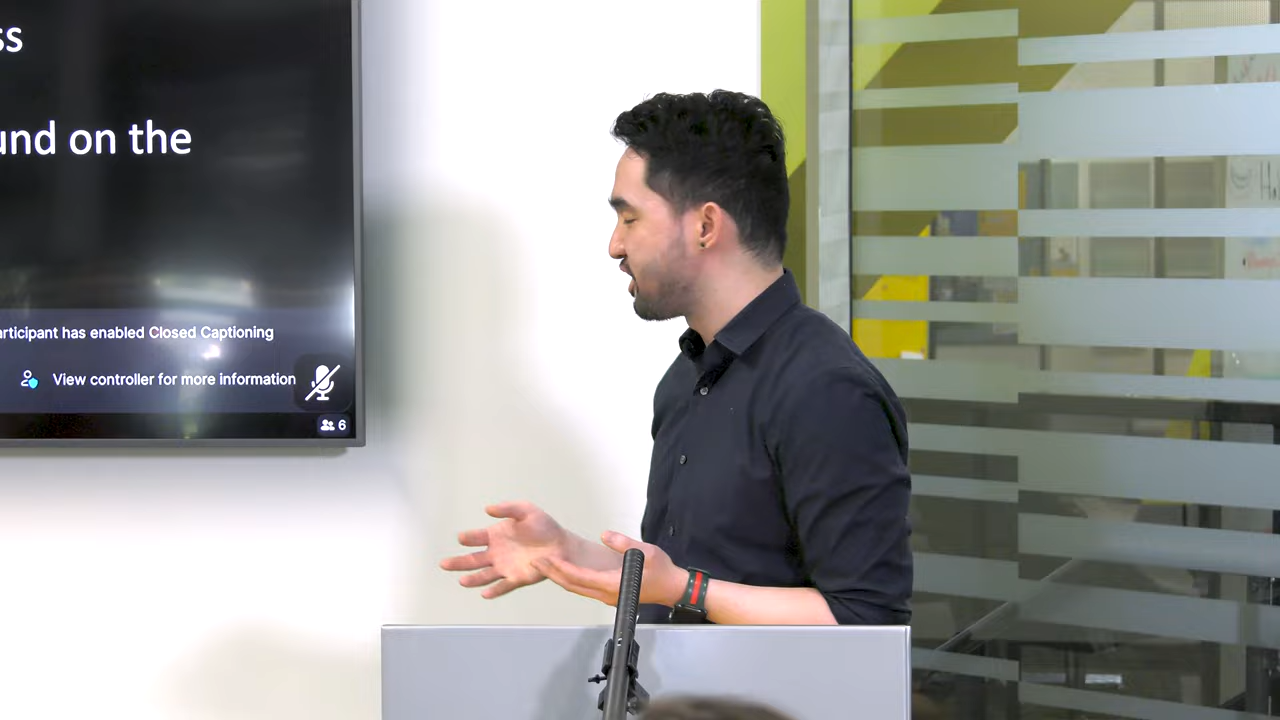 ss
und on the
articipant has enabled Closed Captioning
View controller for more information
6